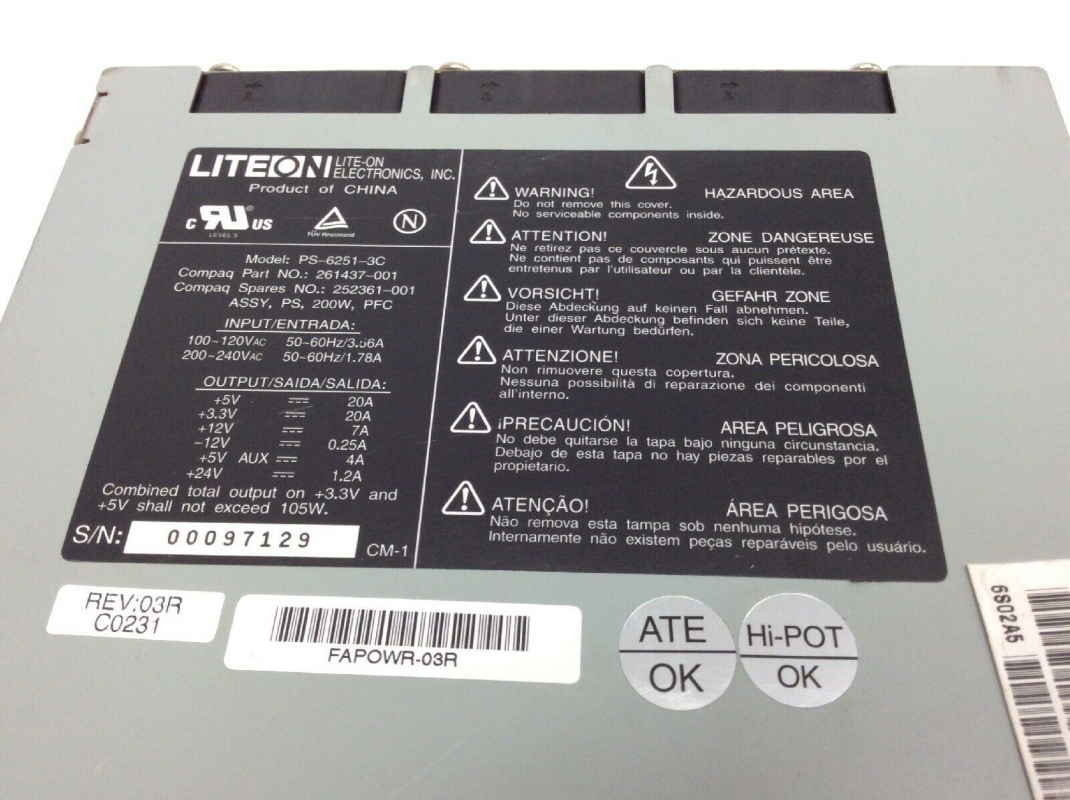 LITEON LITE-ON
ELECTRONICS, INC.
Product of CHINA
C RU ® US
LEVEL 3
TÜV Rheinland
N
Model: PS-6251-3C
Compaq Part NO.: 261437-001
Compaq Spares NO.: 252361-001
ASSY, PS, 200W, PFC
INPUT/ENTRADA:
100~120VAC 50~60Hz/3.56A
200~240VAC 50~60Hz/1.78A
OUTPUT/SAIDA/SALIDA:
+5V 20A
+3.3V 20A
+12V 7A
-12V 0.25A
+5V AUX 4A
+24V 1.2A
Combined total output on +3.3V and
+5V shall not exceed 105W.
S/N: 00097129 CM-1
WARNING! HAZARDOUS AREA
Do not remove this cover.
No serviceable components inside.
ATTENTION! ZONE DANGEREUSE
Ne retirez pas ce couvercle sous aucun prétexte.
Ne contient pas de composants qui puissent être
entretenus par l'utilisateur ou par la clientèle.
VORSICHT! GEFAHR ZONE
Diese Abdeckung auf keinen Fall abnehmen.
Unter dieser Abdeckung befinden sich keine Teile,
die einer Wartung bedürfen.
ATTENZIONE! ZONA PERICOLOSA
Non rimuovere questa copertura.
Nessuna possibilità di reparazione dei componenti
all'interno.
¡PRECAUCIÓN! AREA PELIGROSA
No debe quitarse la tapa bajo ninguna circunstancia.
Debajo de esta tapa no hay piezas reparables por el
propietario.
ATENÇÃO! ÁREA PERIGOSA
Não remova esta tampa sob nenhuma hipótese.
Internamente não existem peças reparáveis pelo usuário.
REV:03R
C0231
FAPOWR-03R
ATE
OK
Hi-POT
OK
6S02A5